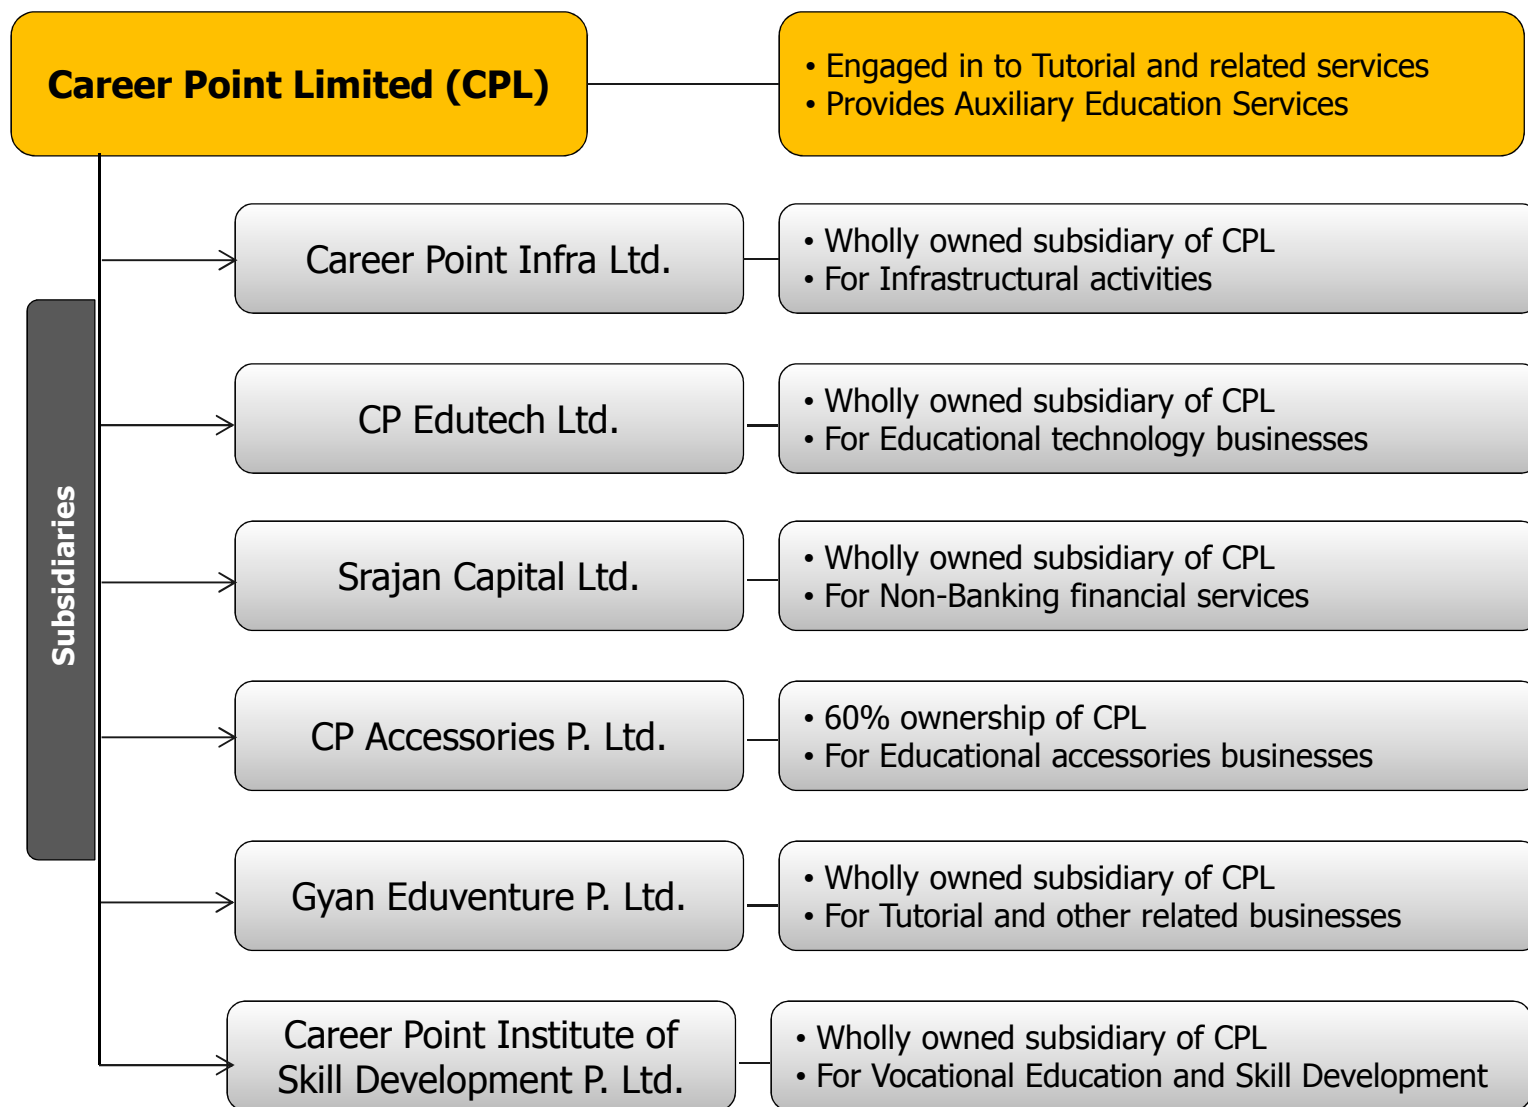 Career Point Limited (CPL)
• Engaged in to Tutorial and related services
• Provides Auxiliary Education Services
Subsidiaries
Career Point Infra Ltd.
• Wholly owned subsidiary of CPL
• For Infrastructural activities
CP Edutech Ltd.
• Wholly owned subsidiary of CPL
• For Educational technology businesses
Srajan Capital Ltd.
• Wholly owned subsidiary of CPL
• For Non-Banking financial services
CP Accessories P. Ltd.
• 60% ownership of CPL
• For Educational accessories businesses
Gyan Eduventure P. Ltd.
• Wholly owned subsidiary of CPL
• For Tutorial and other related businesses
Career Point Institute of
Skill Development P. Ltd.
• Wholly owned subsidiary of CPL
• For Vocational Education and Skill Development